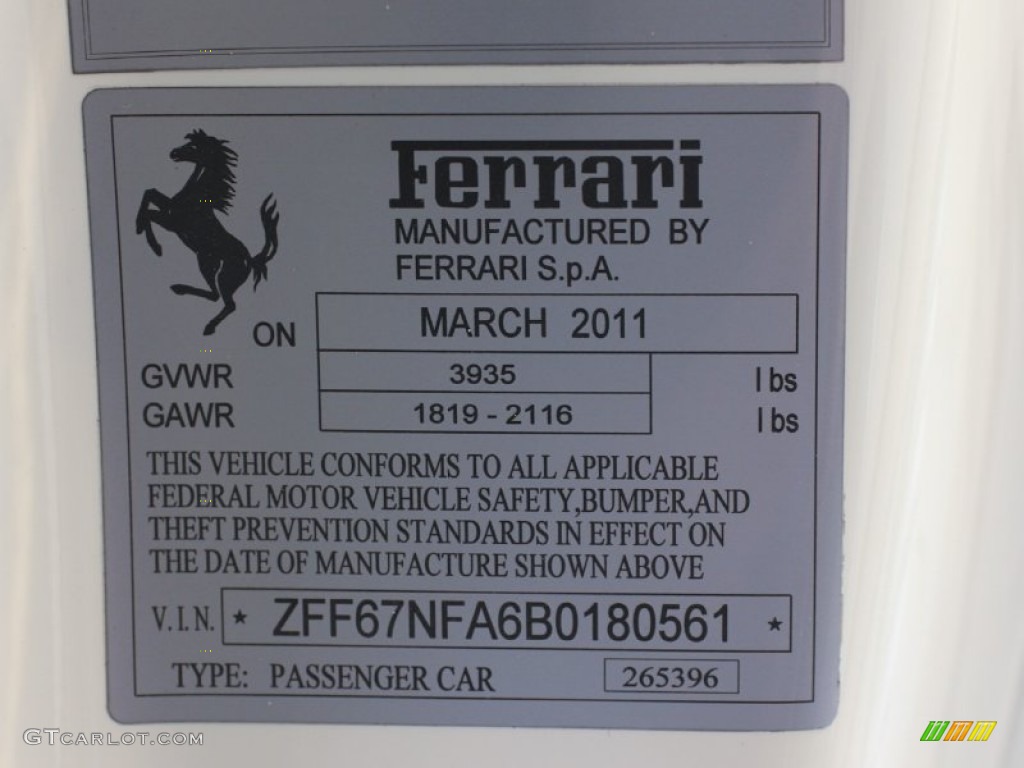 Ferrari
MANUFACTURED BY
FERRARI S.p.A.
ON MARCH 2011
GVWR 3935 lbs
GAWR 1819 - 2116 lbs
THIS VEHICLE CONFORMS TO ALL APPLICABLE
FEDERAL MOTOR VEHICLE SAFETY,BUMPER,AND
THEFT PREVENTION STANDARDS IN EFFECT ON
THE DATE OF MANUFACTURE SHOWN ABOVE
V.I.N. * ZFF67NFA6B0180561 *
TYPE: PASSENGER CAR 265396
GTCARLOT.COM